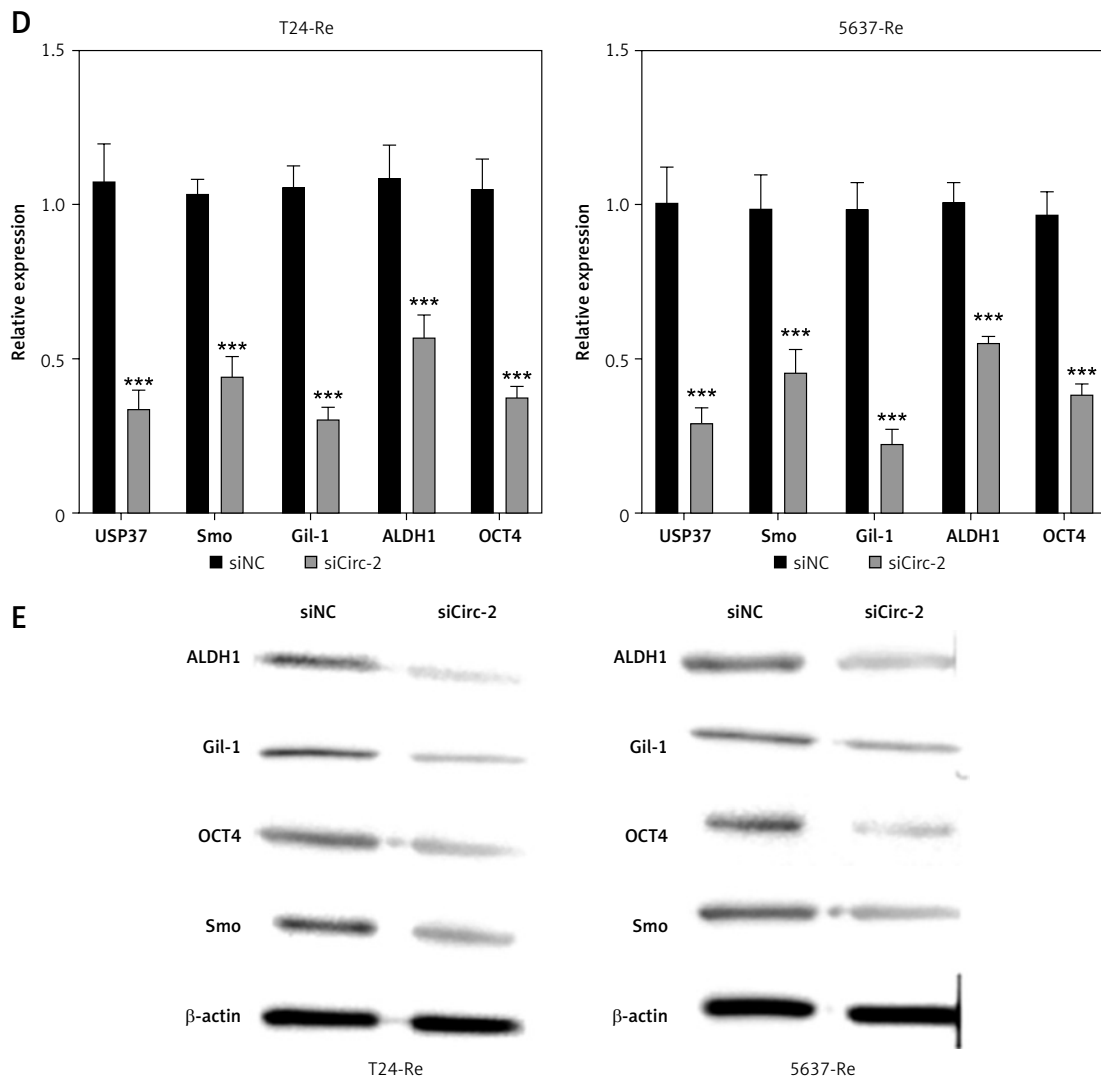 D
T24-Re
5637-Re
1.5
1.0
0.5
0
Relative expression
*** *** *** *** ***
USP37 Smo Gil-1 ALDH1 OCT4
siNC siCirc-2
1.5
1.0
0.5
0
Relative expression
*** *** *** *** ***
USP37 Smo Gil-1 ALDH1 OCT4
siNC siCirc-2
E
siNC siCirc-2
ALDH1
Gil-1
OCT4
Smo
β-actin
T24-Re
siNC siCirc-2
ALDH1
Gil-1
OCT4
Smo
β-actin
5637-Re